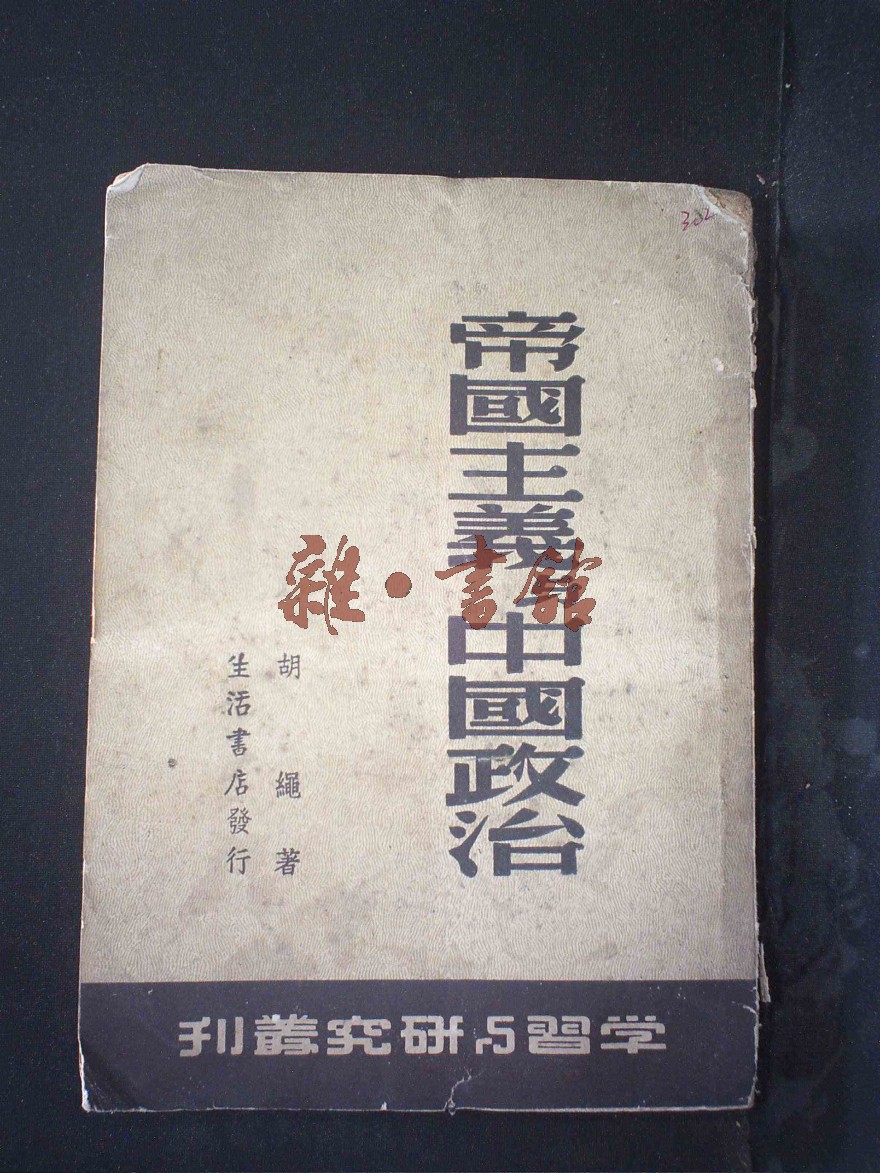 帝國主義与中國政治
胡繩著
生活書店發行
雜·書館
学習与研究叢刊